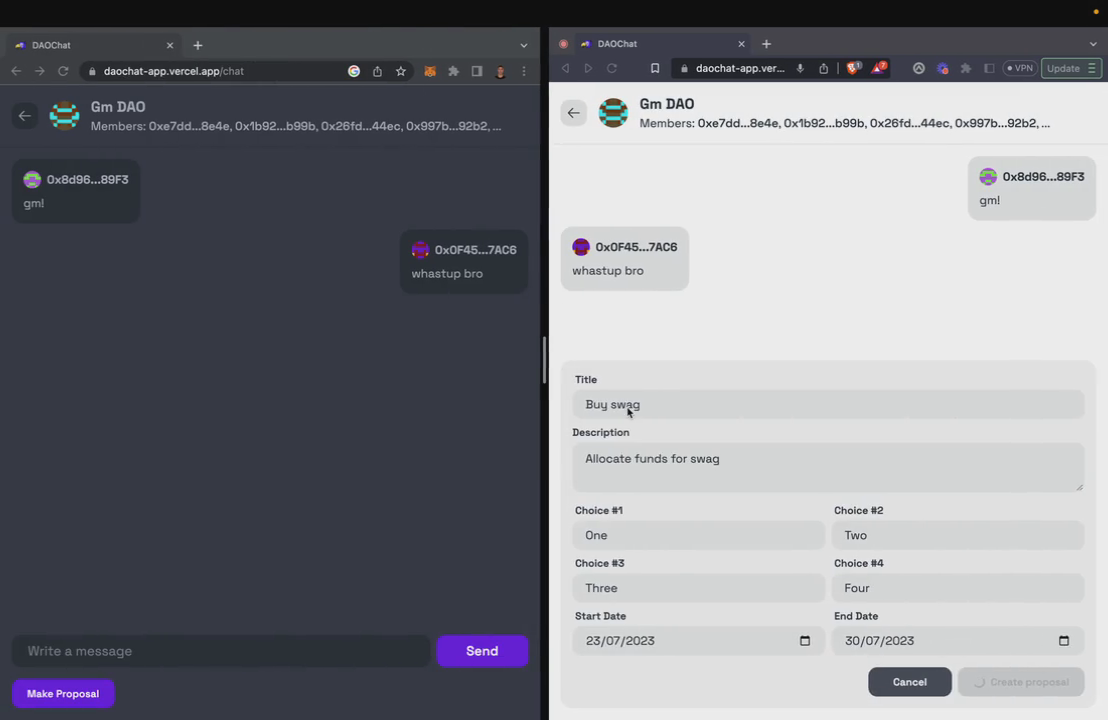 DAOChat
daochat-app.vercel.app/chat
Gm DAO
Members: 0xe7dd...8e4e, 0x1b92...b99b, 0x26fd...44ec, 0x997b...92b2, ...
0x8d96...89F3
gm!
0x0F45...7AC6
whastup bro
Write a message
Send
Make Proposal
DAOChat
daochat-app.ver...
1
7
VPN
Update
Gm DAO
Members: 0xe7dd...8e4e, 0x1b92...b99b, 0x26fd...44ec, 0x997b...92b2, ...
0x8d96...89F3
gm!
0x0F45...7AC6
whastup bro
Title
Buy swag
Description
Allocate funds for swag
Choice #1
Choice #2
One
Two
Choice #3
Choice #4
Three
Four
Start Date
End Date
23/07/2023
30/07/2023
Cancel
Create proposal